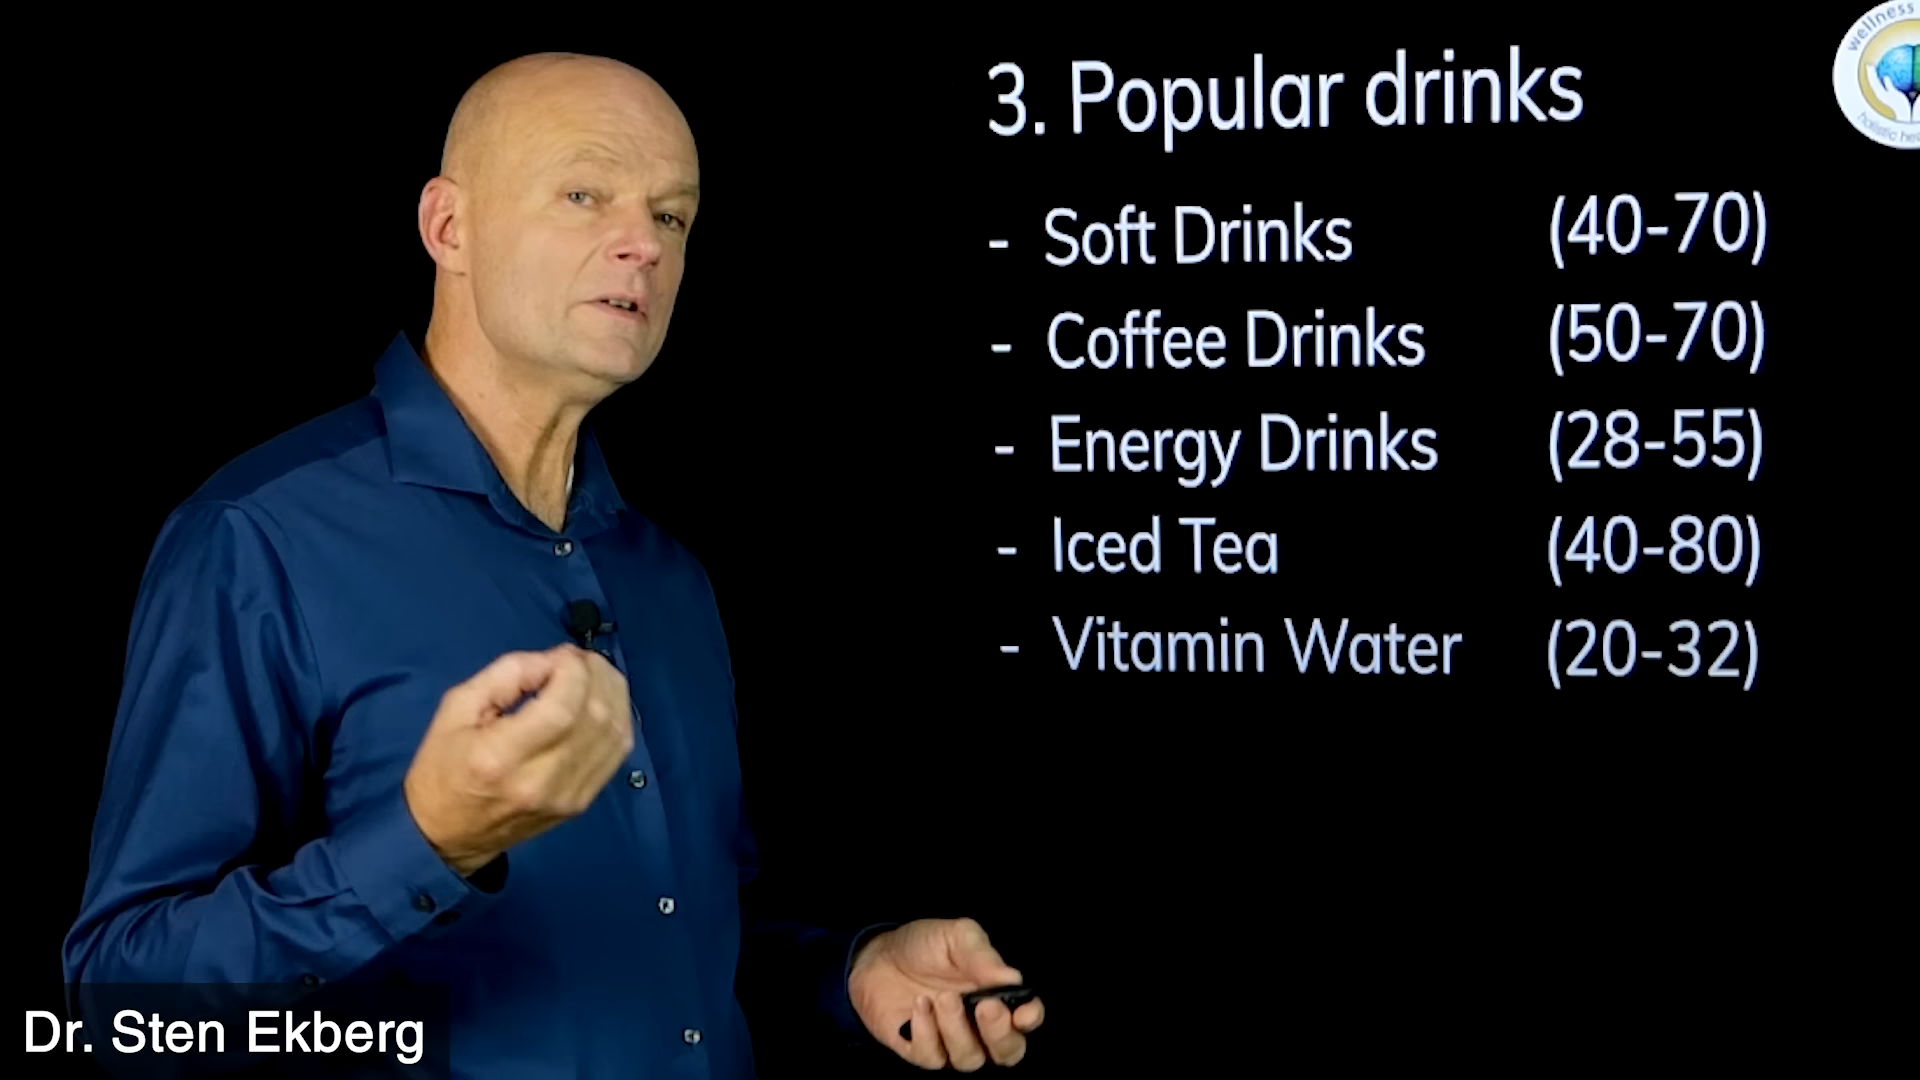 3. Popular drinks
- Soft Drinks (40-70)
- Coffee Drinks (50-70)
- Energy Drinks (28-55)
- Iced Tea (40-80)
- Vitamin Water (20-32)
wellness
holistic
Dr. Sten Ekberg